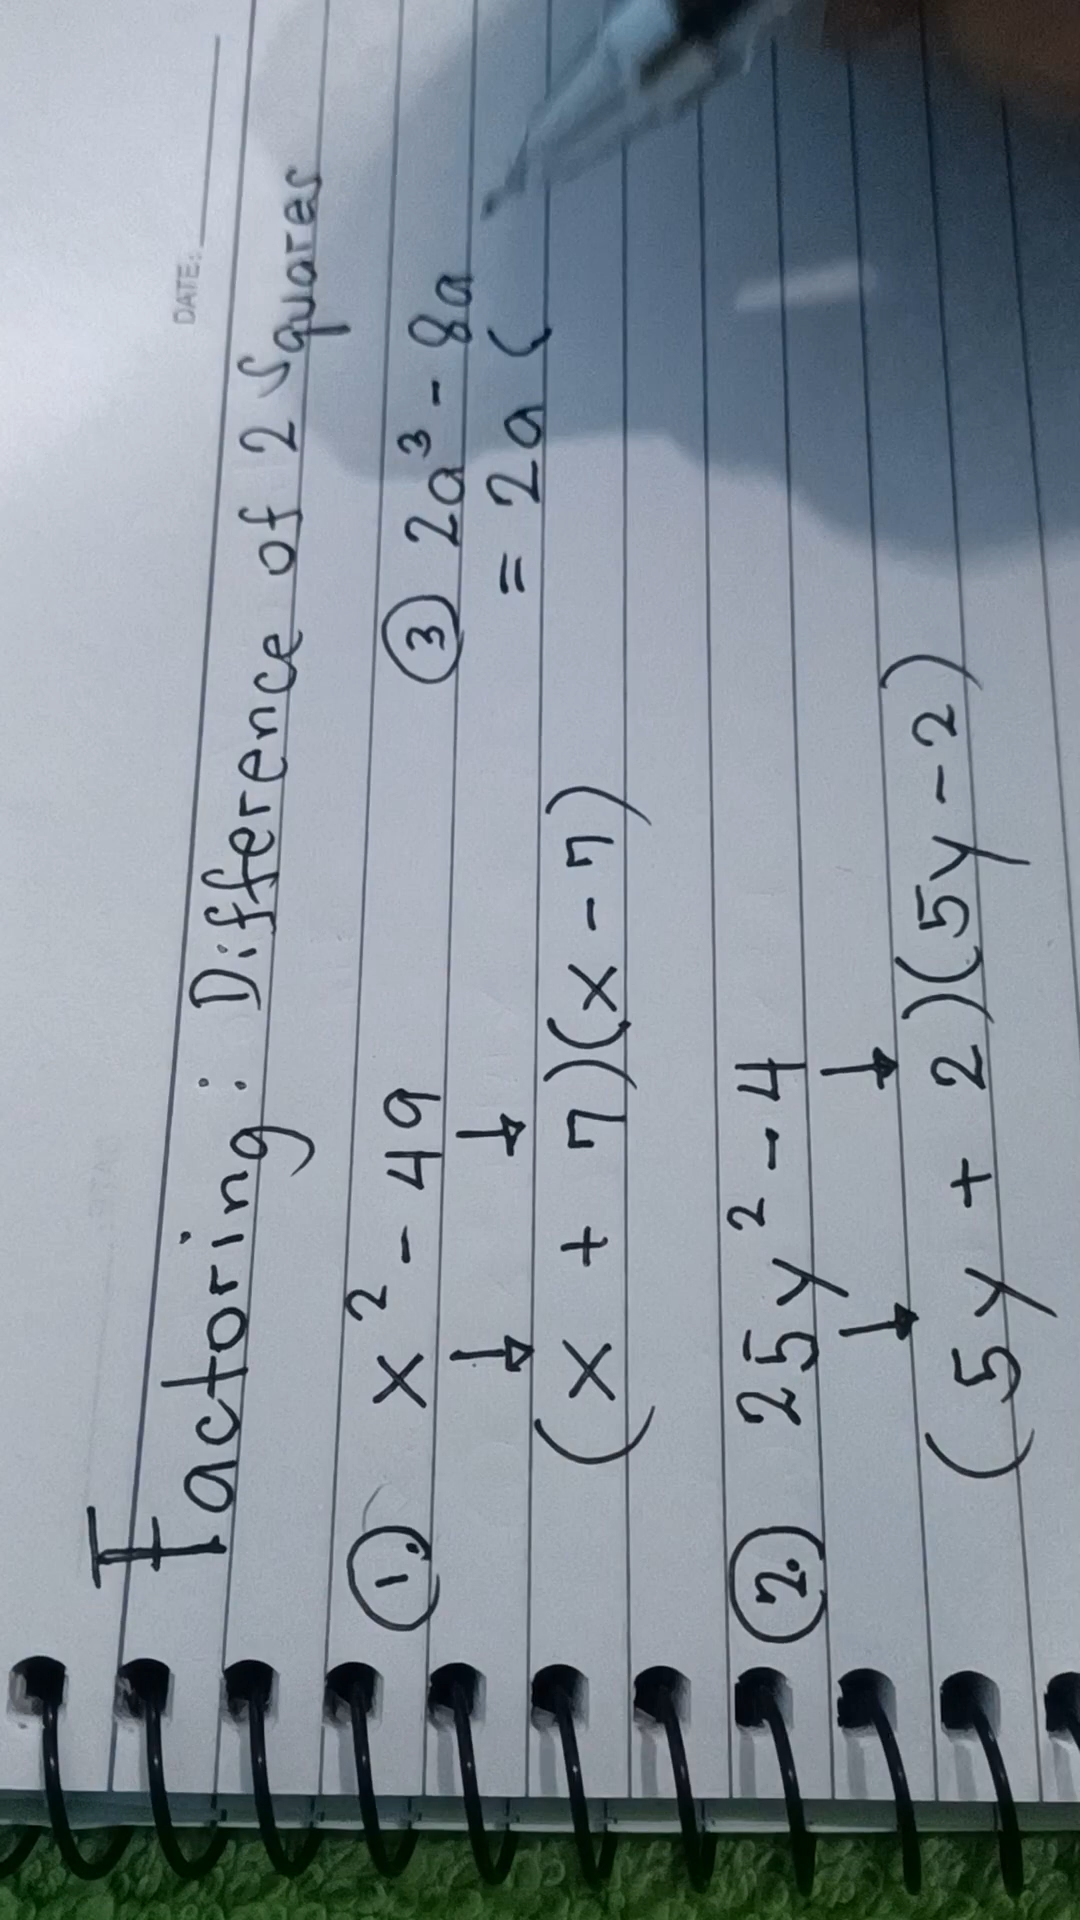 DATE:
Factoring: Difference of 2 Squares
1. x² - 49
(x + 7)(x - 7)
2. 25y² - 4
(5y + 2)(5y - 2)
3 2a³ - 8a
= 2a (